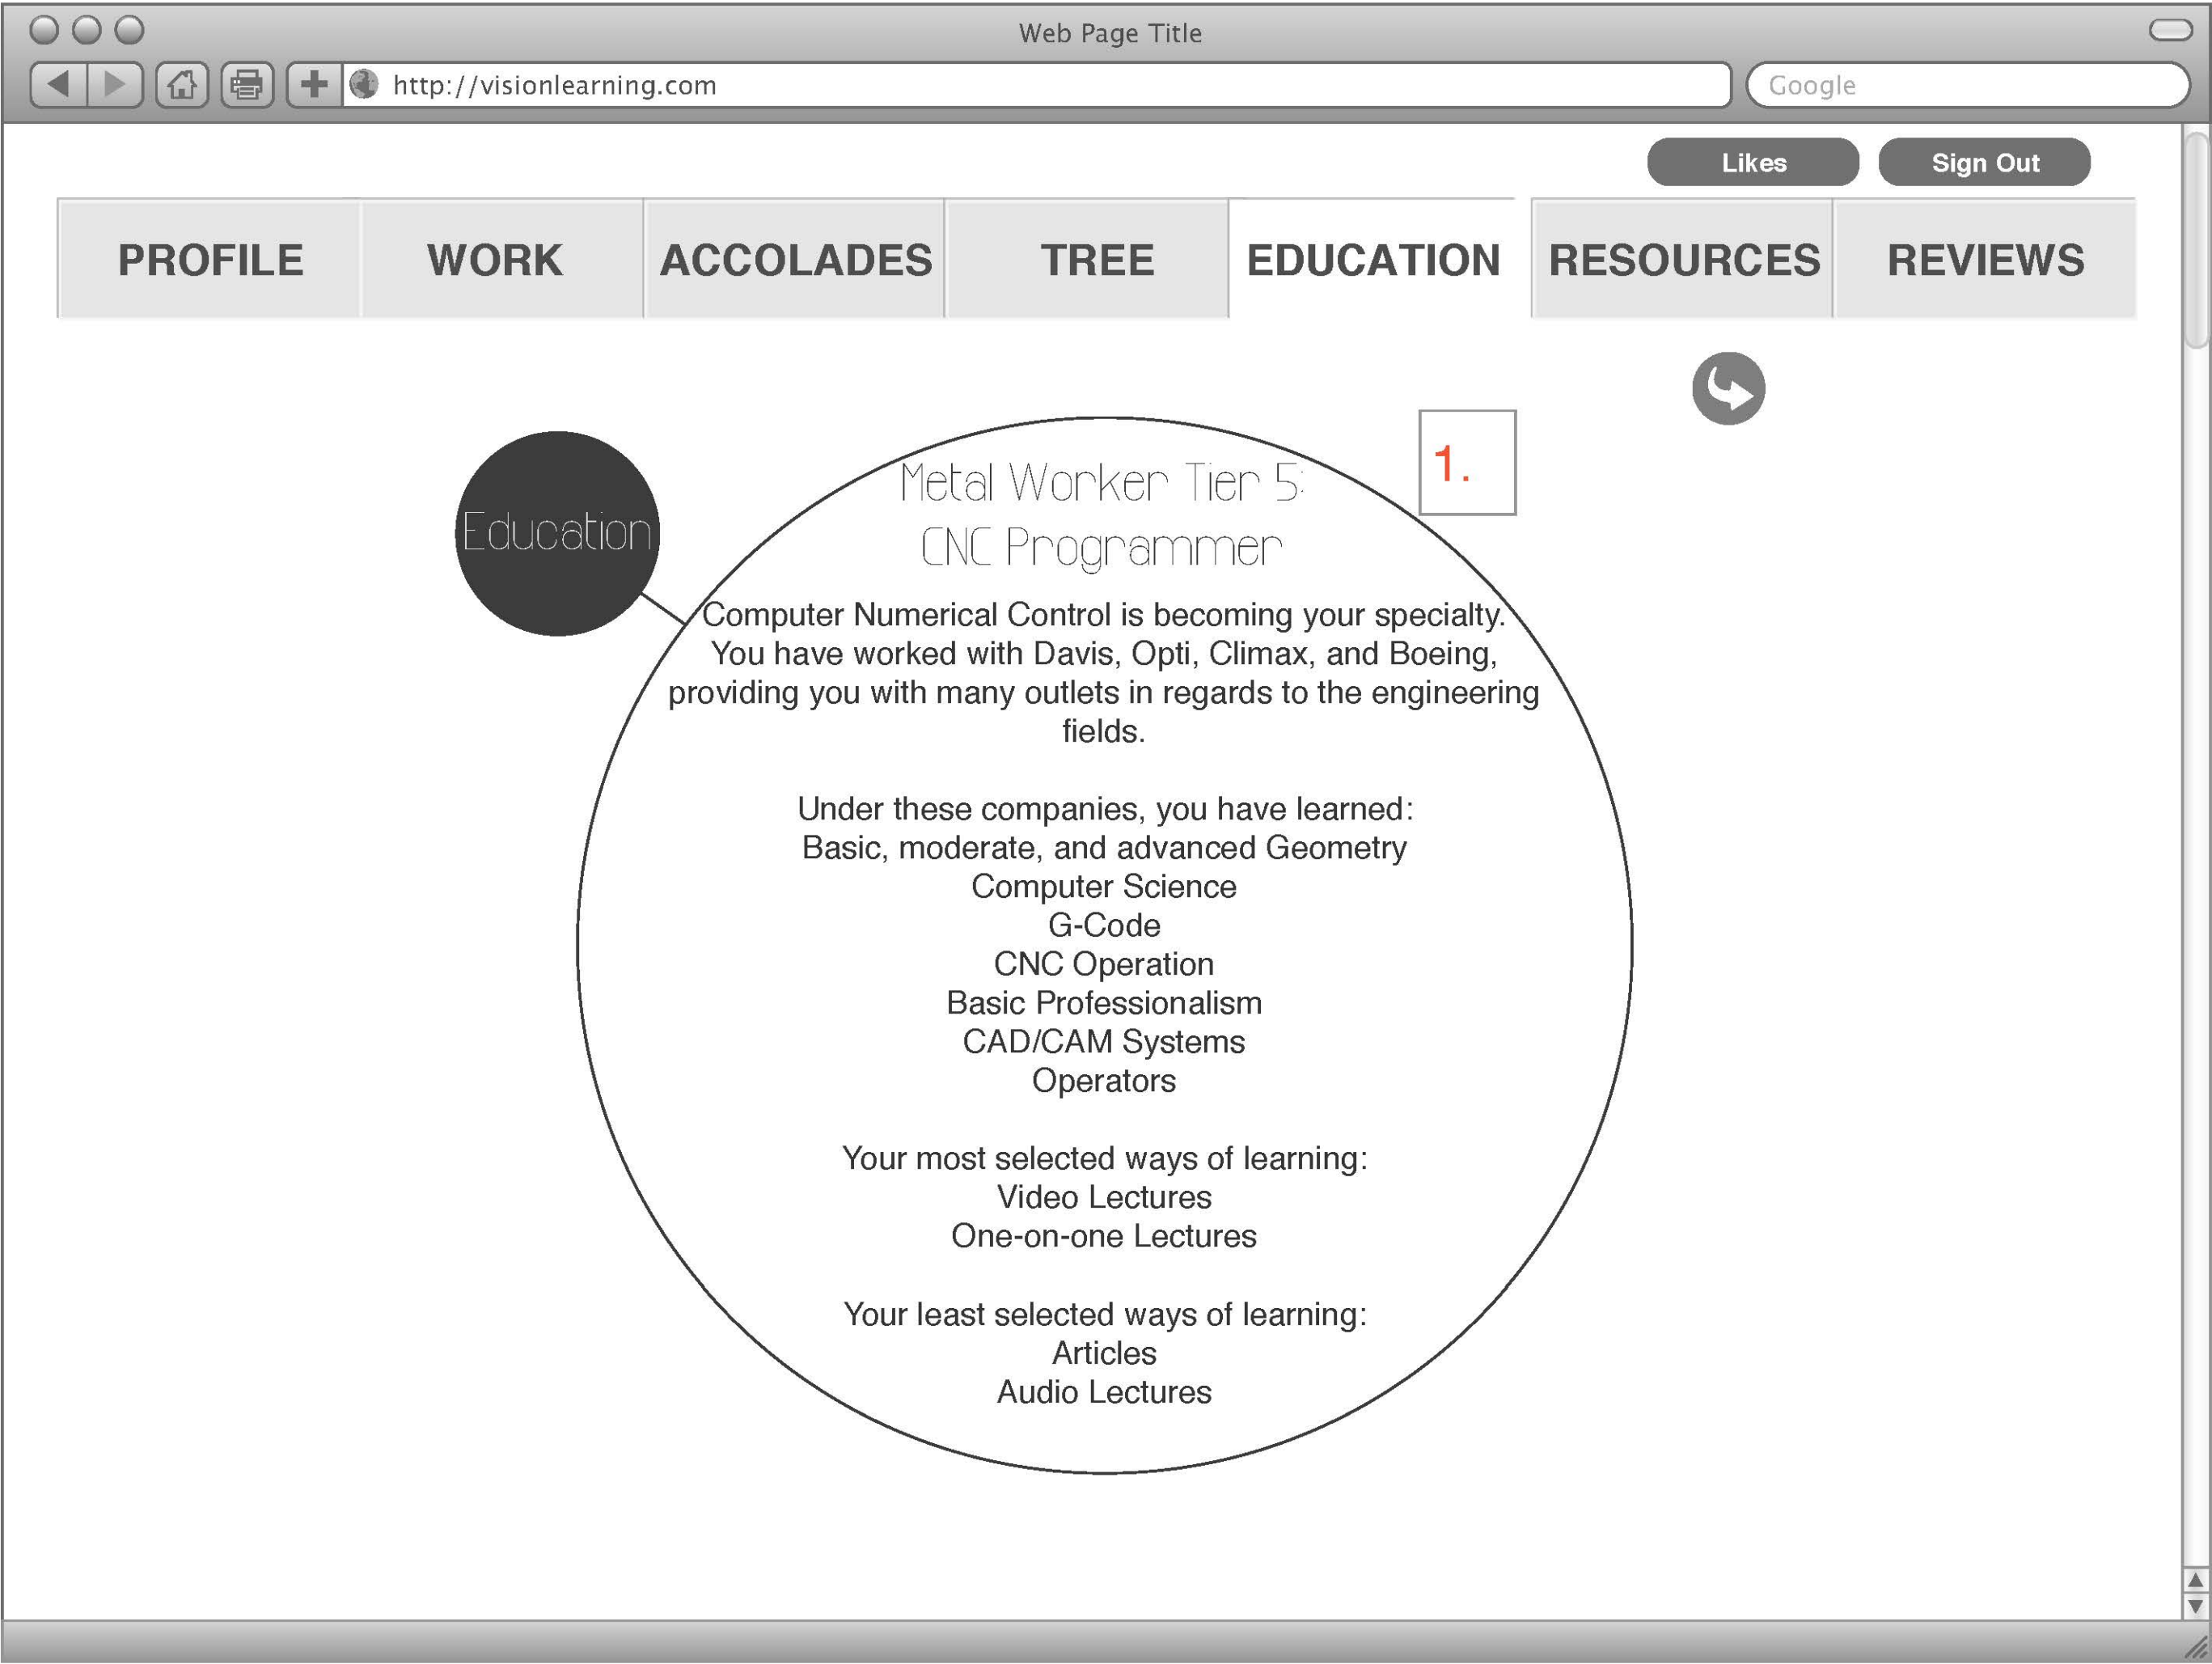 Web Page Title
http://visionlearning.com
Google
Likes
Sign Out
PROFILE
WORK
ACCOLADES
TREE
EDUCATION
RESOURCES
REVIEWS
1.
Education
Metal Worker Tier 5:
CNC Programmer
Computer Numerical Control is becoming your specialty.
You have worked with Davis, Opti, Climax, and Boeing,
providing you with many outlets in regards to the engineering
fields.
Under these companies, you have learned:
Basic, moderate, and advanced Geometry
Computer Science
G-Code
CNC Operation
Basic Professionalism
CAD/CAM Systems
Operators
Your most selected ways of learning:
Video Lectures
One-on-one Lectures
Your least selected ways of learning:
Articles
Audio Lectures